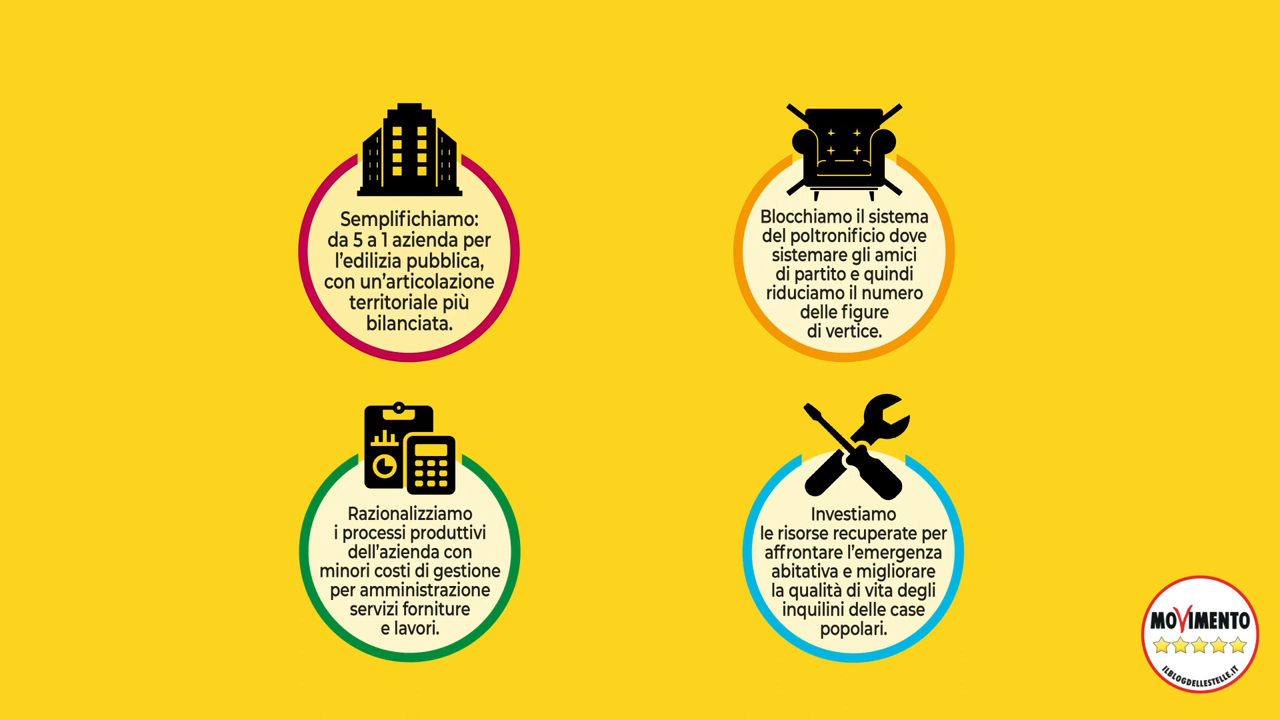 Semplifichiamo:
da 5 a 1 azienda per
l'edilizia pubblica,
con un'articolazione
territoriale più
bilanciata.
Blocchiamo il sistema
del poltronificio dove
sistemare gli amici
di partito e quindi
riduciamo il numero
delle figure
di vertice.
Razionalizziamo
i processi produttivi
dell'azienda con
minori costi di gestione
per amministrazione
servizi forniture
e lavori.
Investiamo
le risorse recuperate per
affrontare l'emergenza
abitativa e migliorare
la qualità di vita degli
inquilini delle case
popolari.
MOVIMENTO
ILBLOGDELLESTELLE.IT